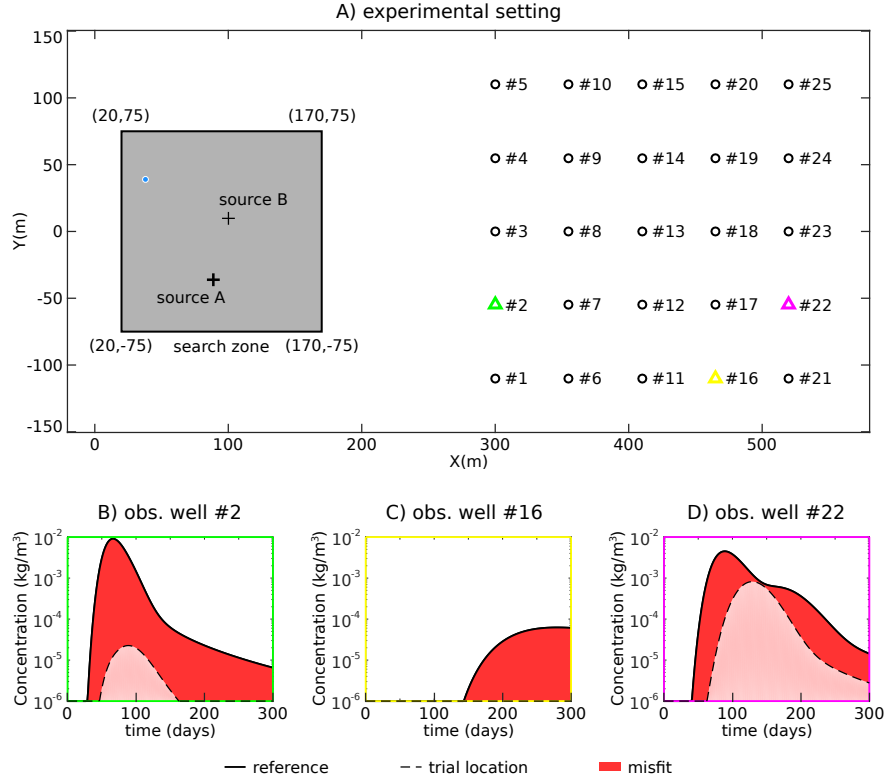 A) experimental setting
150
100
50
0
-50
-100
-150
Y(m)
(20,75) (170,75)
source B
source A
(20,-75) search zone (170,-75)
#5 #10 #15 #20 #25
#4 #9 #14 #19 #24
#3 #8 #13 #18 #23
#2 #7 #12 #17 #22
#1 #6 #11 #16 #21
0 100 200 300 400 500
X(m)
B) obs. well #2
Concentration (kg/m³)
10⁻²
10⁻³
10⁻⁴
10⁻⁵
10⁻⁶
0 100 200 300
time (days)
C) obs. well #16
Concentration (kg/m³)
10⁻²
10⁻³
10⁻⁴
10⁻⁵
10⁻⁶
0 100 200 300
time (days)
D) obs. well #22
Concentration (kg/m³)
10⁻²
10⁻³
10⁻⁴
10⁻⁵
10⁻⁶
0 100 200 300
time (days)
reference trial location misfit